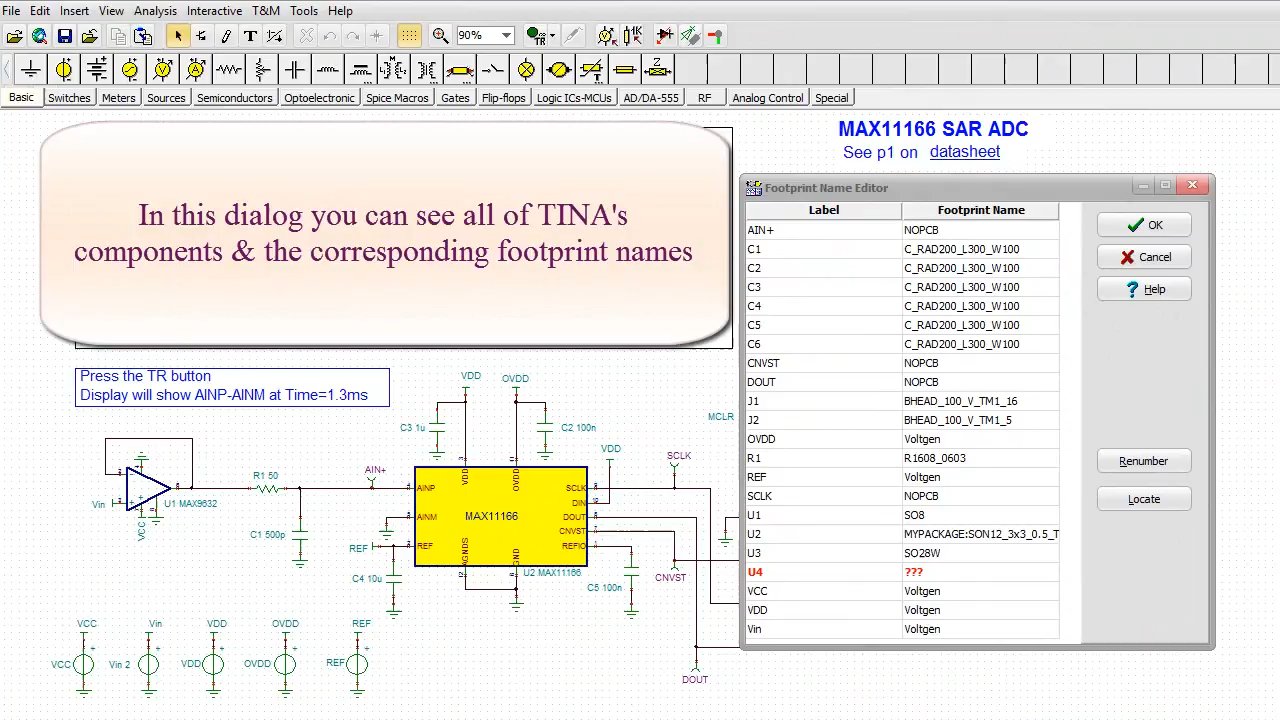 File Edit Insert View Analysis Interactive T&M Tools Help
TR
90%
Z
Basic Switches Meters Sources Semiconductors Optoelectronic Spice Macros Gates Flip-flops Logic ICs-MCUs AD/DA-555 RF Analog Control Special
In this dialog you can see all of TINA's
components & the corresponding footprint names
MAX11166 SAR ADC
See p1 on datasheet
Footprint Name Editor
Label Footprint Name
AIN+ NOPCB
C1 C_RAD200_L300_W100
C2 C_RAD200_L300_W100
C3 C_RAD200_L300_W100
C4 C_RAD200_L300_W100
C5 C_RAD200_L300_W100
C6 C_RAD200_L300_W100
CNVST NOPCB
DOUT NOPCB
J1 BHEAD_100_V_TM1_16
J2 BHEAD_100_V_TM1_5
OVDD Voltgen
R1 R1608_0603
REF Voltgen
SCLK NOPCB
U1 SO8
U2 MYPACKAGE:SON12_3x3_0.5_T
U3 SO28W
U4 ???
VCC Voltgen
VDD Voltgen
Vin Voltgen
OK
Cancel
Help
Renumber
Locate
Press the TR button
Display will show AINP-AINM at Time=1.3ms
VDD OVDD
C3 1u C2 100n
MCLR
VDD
SCLK
AIN+
R1 50
Vin
U1 MAX9632
VCC
C1 500p
REF
C4 10u
AINP
AINM
REF
VDD
OVDD
MAX11166
AGNDS
GND
SCLK
DIN
DOUT
CNVST
REFIO
U2 MAX11166
C5 100n
CNVST
DOUT
VCC Vin VDD OVDD REF
VCC Vin 2 VDD OVDD REF